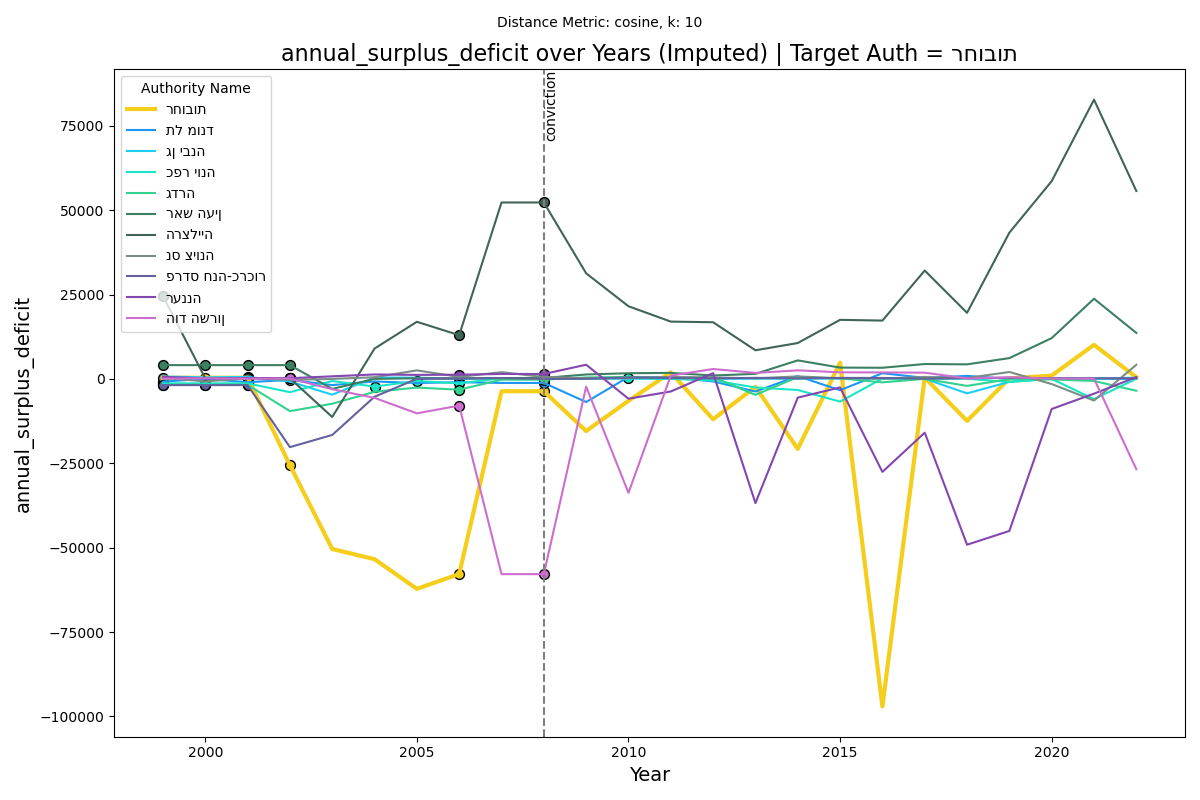 Distance Metric: cosine, k: 10
annual_surplus_deficit over Years (Imputed) | Target Auth = רחובות
Authority Name
רחובות
תל מונד
גן יבנה
כפר יונה
גדרה
ראש העין
הרצלייה
נס ציונה
פרדס חנה-כרכור
רעננה
הוד השרון
conviction
annual_surplus_deficit
75000
50000
25000
0
−25000
−50000
−75000
−100000
2000
2005
2010
2015
2020
Year